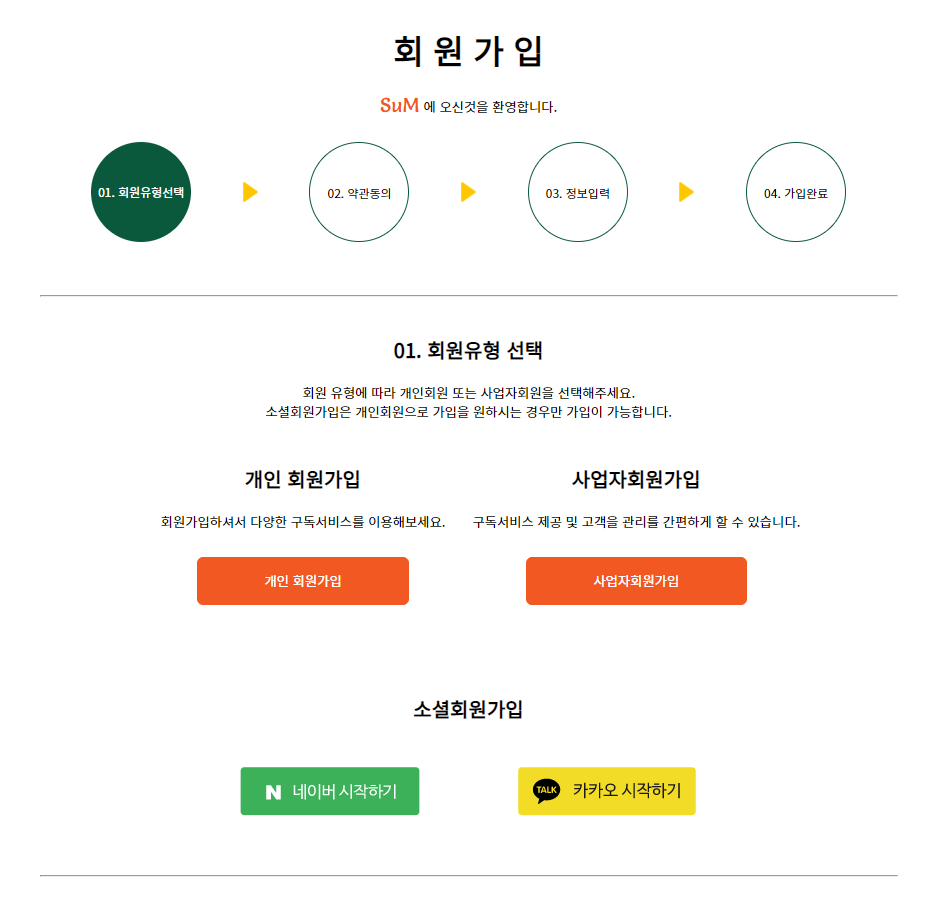 회 원 가 입
SuM 에 오신것을 환영합니다.
01. 회원유형선택
02. 약관동의
03. 정보입력
04. 가입완료
01. 회원유형 선택
회원 유형에 따라 개인회원 또는 사업자회원을 선택해주세요.
소셜회원가입은 개인회원으로 가입을 원하시는 경우만 가입이 가능합니다.
개인 회원가입
회원가입하셔서 다양한 구독서비스를 이용해보세요.
개인 회원가입
사업자회원가입
구독서비스 제공 및 고객을 관리를 간편하게 할 수 있습니다.
사업자회원가입
소셜회원가입
N 네이버 시작하기
TALK 카카오 시작하기